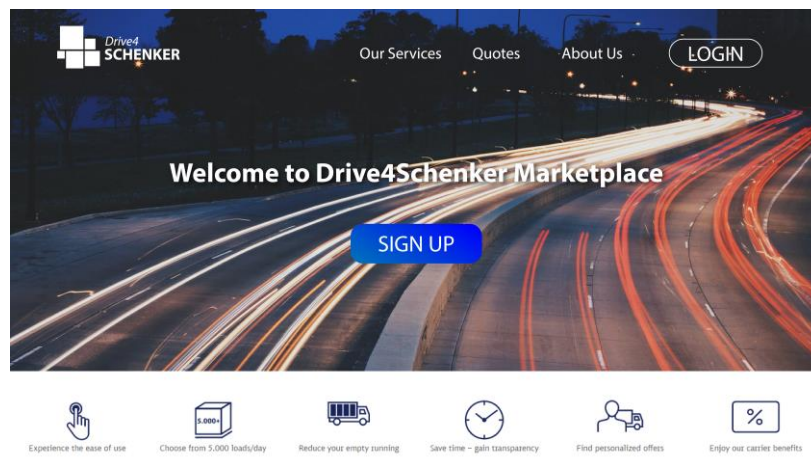 Drive4
SCHENKER
Our Services Quotes About Us LOGIN
Welcome to Drive4Schenker Marketplace
SIGN UP
5.000+
%
Experience the ease of use
Choose from 5.000 loads/day
Reduce your empty running
Save time – gain transparency
Find personalized offers
Enjoy out carrier benefits